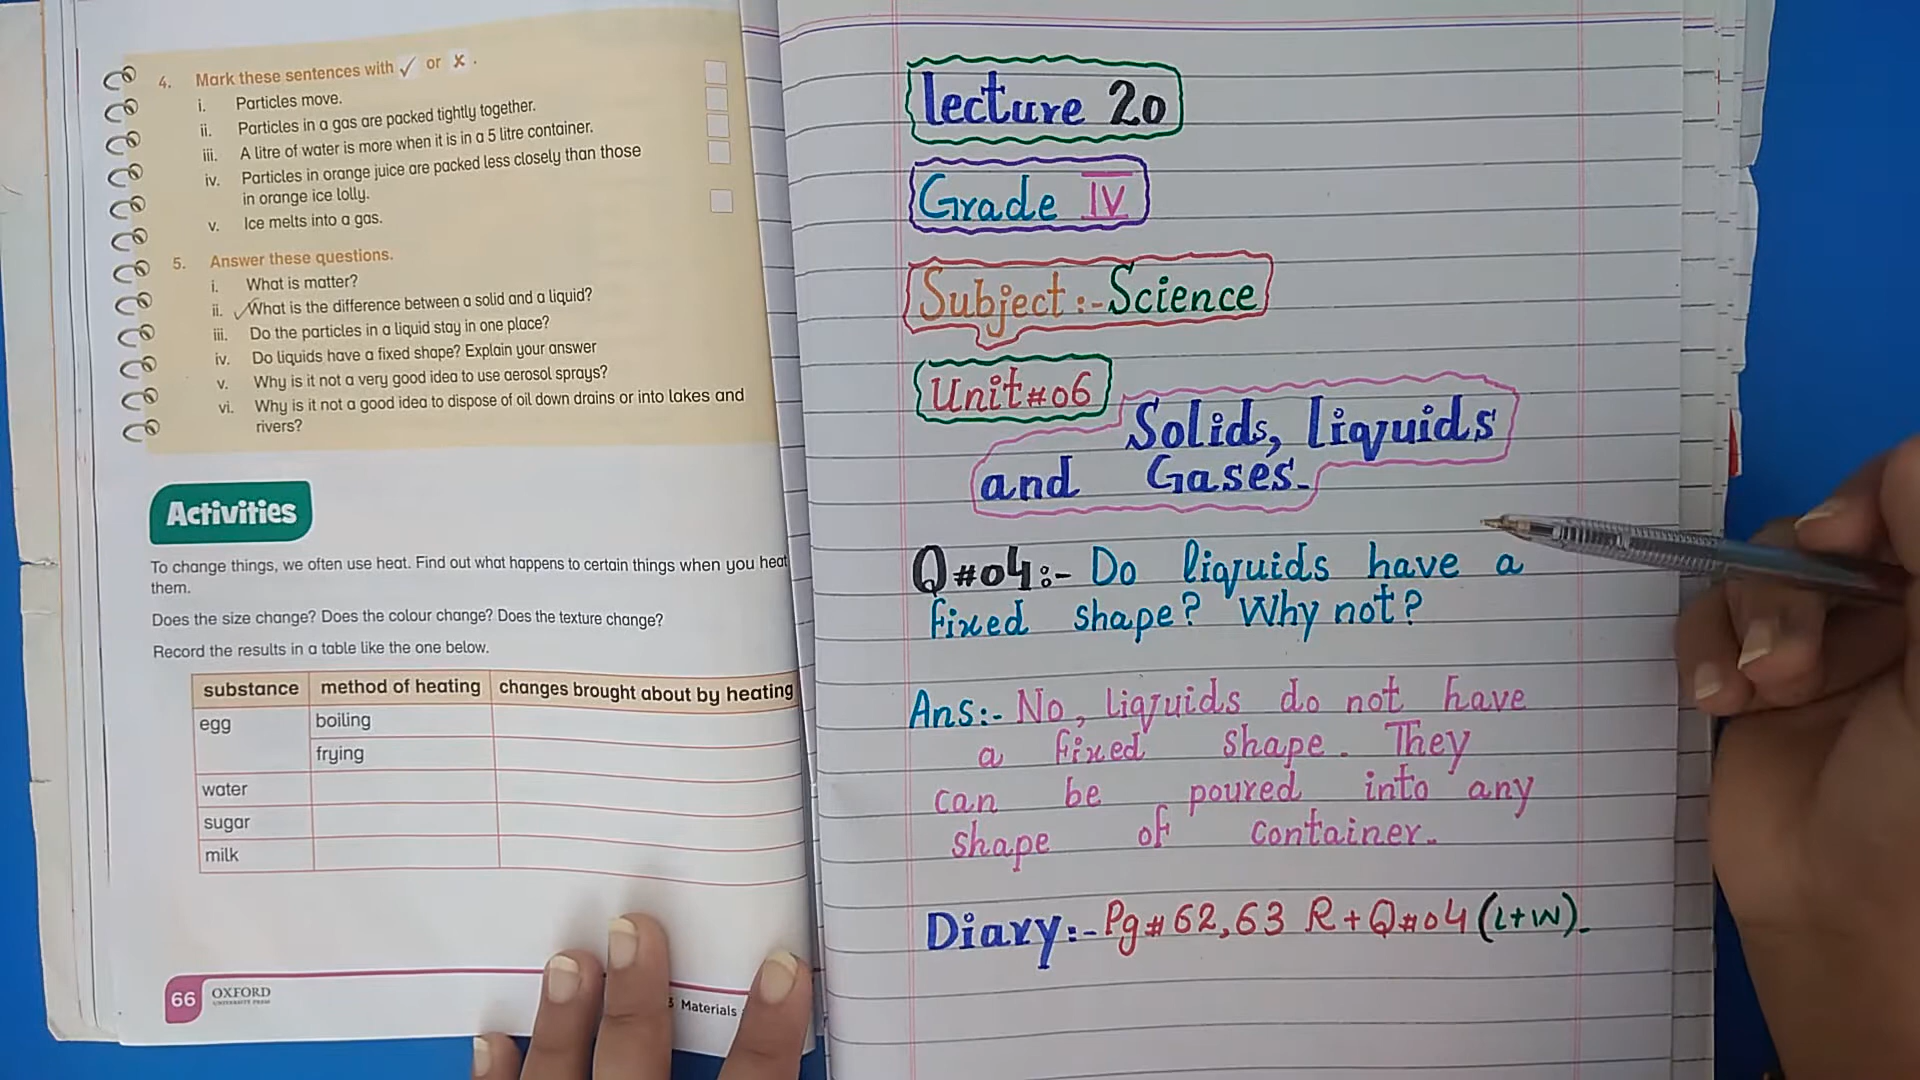 4. Mark these sentences with ✓ or ✗.
i. Particles move.
ii. Particles in a gas are packed tightly together.
iii. A litre of water is more when it is in a 5 litre container.
iv. Particles in orange juice are packed less closely than those
in orange ice lolly.
v. Ice melts into a gas.
5. Answer these questions.
i. What is matter?
ii. ✓What is the difference between a solid and a liquid?
iii. Do the particles in a liquid stay in one place?
iv. Do liquids have a fixed shape? Explain your answer
v. Why is it not a very good idea to use aerosol sprays?
vi. Why is it not a good idea to dispose of oil down drains or into lakes and
rivers?
Activities
To change things, we often use heat. Find out what happens to certain things when you heat
them.
Does the size change? Does the colour change? Does the texture change?
Record the results in a table like the one below.
substance method of heating changes brought about by heating
egg boiling
frying
water
sugar
milk
66 OXFORD
UNIVERSITY PRESS
3 Materials
lecture 20
Grade IV
Subject:-Science
Unit#06
Solids, liquids
and Gases.
Q#04:- Do liquids have a
fixed shape? Why not?
Ans:- No, liquids do not have
a fixed shape. They
can be poured into any
shape of container.
Diary:- Pg# 62,63 R+Q#04 (L+W).